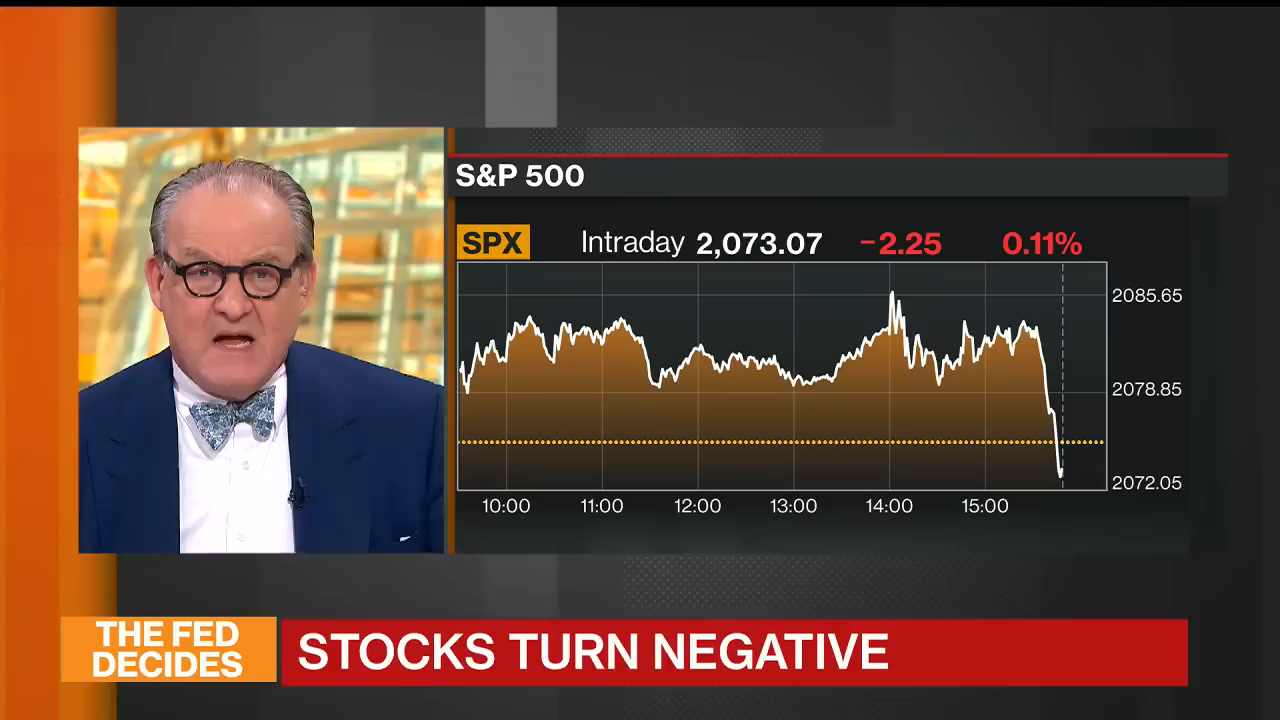 S&P 500
SPX Intraday 2,073.07 −2.25 0.11%
2085.65
2078.85
2072.05
10:00 11:00 12:00 13:00 14:00 15:00
THE FED
DECIDES
STOCKS TURN NEGATIVE